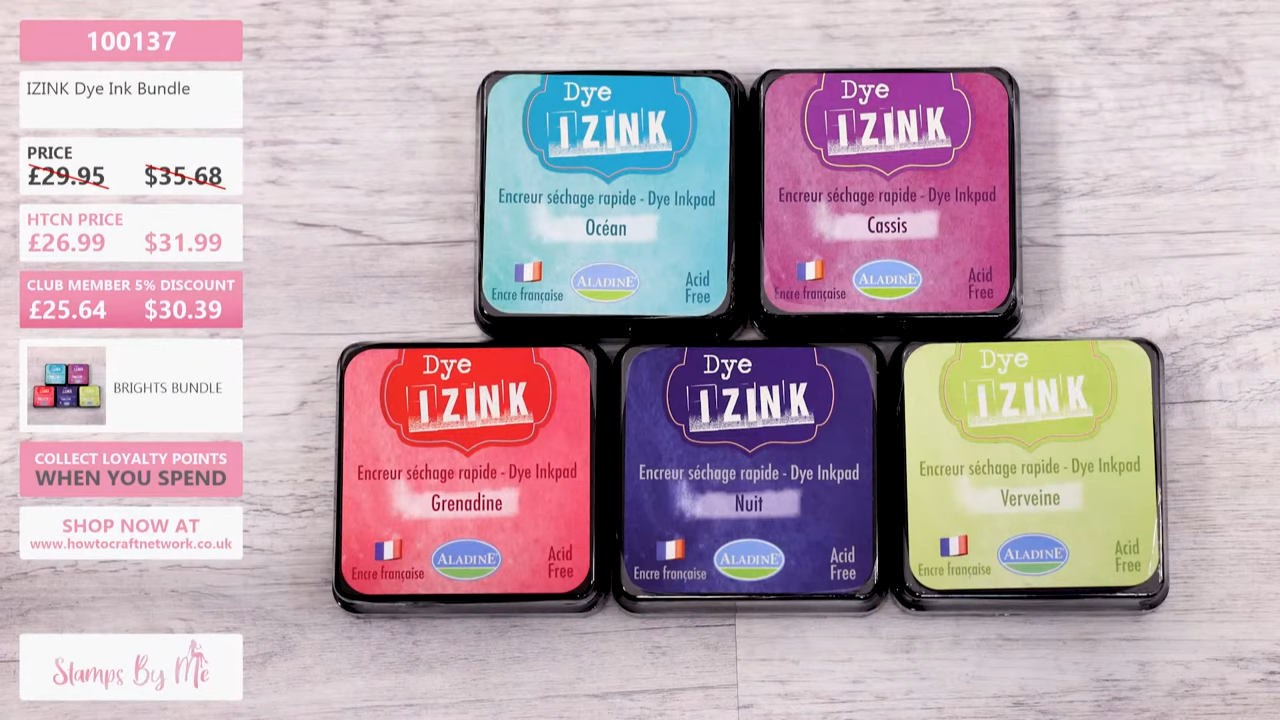 100137
IZINK Dye Ink Bundle
PRICE
£29.95 $35.68
HTCN PRICE
£26.99 $31.99
CLUB MEMBER 5% DISCOUNT
£25.64 $30.39
BRIGHTS BUNDLE
COLLECT LOYALTY POINTS
WHEN YOU SPEND
SHOP NOW AT
www.howtocraftnetwork.co.uk
Stamps By Me
Dye
IZINK
Encreur séchage rapide - Dye Inkpad
Océan
Encre française
ALADINE
Acid
Free
Dye
IZINK
Encreur séchage rapide - Dye Inkpad
Cassis
Encre française
ALADINE
Acid
Free
Dye
IZINK
Encreur séchage rapide - Dye Inkpad
Grenadine
Encre française
ALADINE
Acid
Free
Dye
IZINK
Encreur séchage rapide - Dye Inkpad
Nuit
Encre française
ALADINE
Acid
Free
Dye
IZINK
Encreur séchage rapide - Dye Inkpad
Verveine
Encre française
ALADINE
Acid
Free